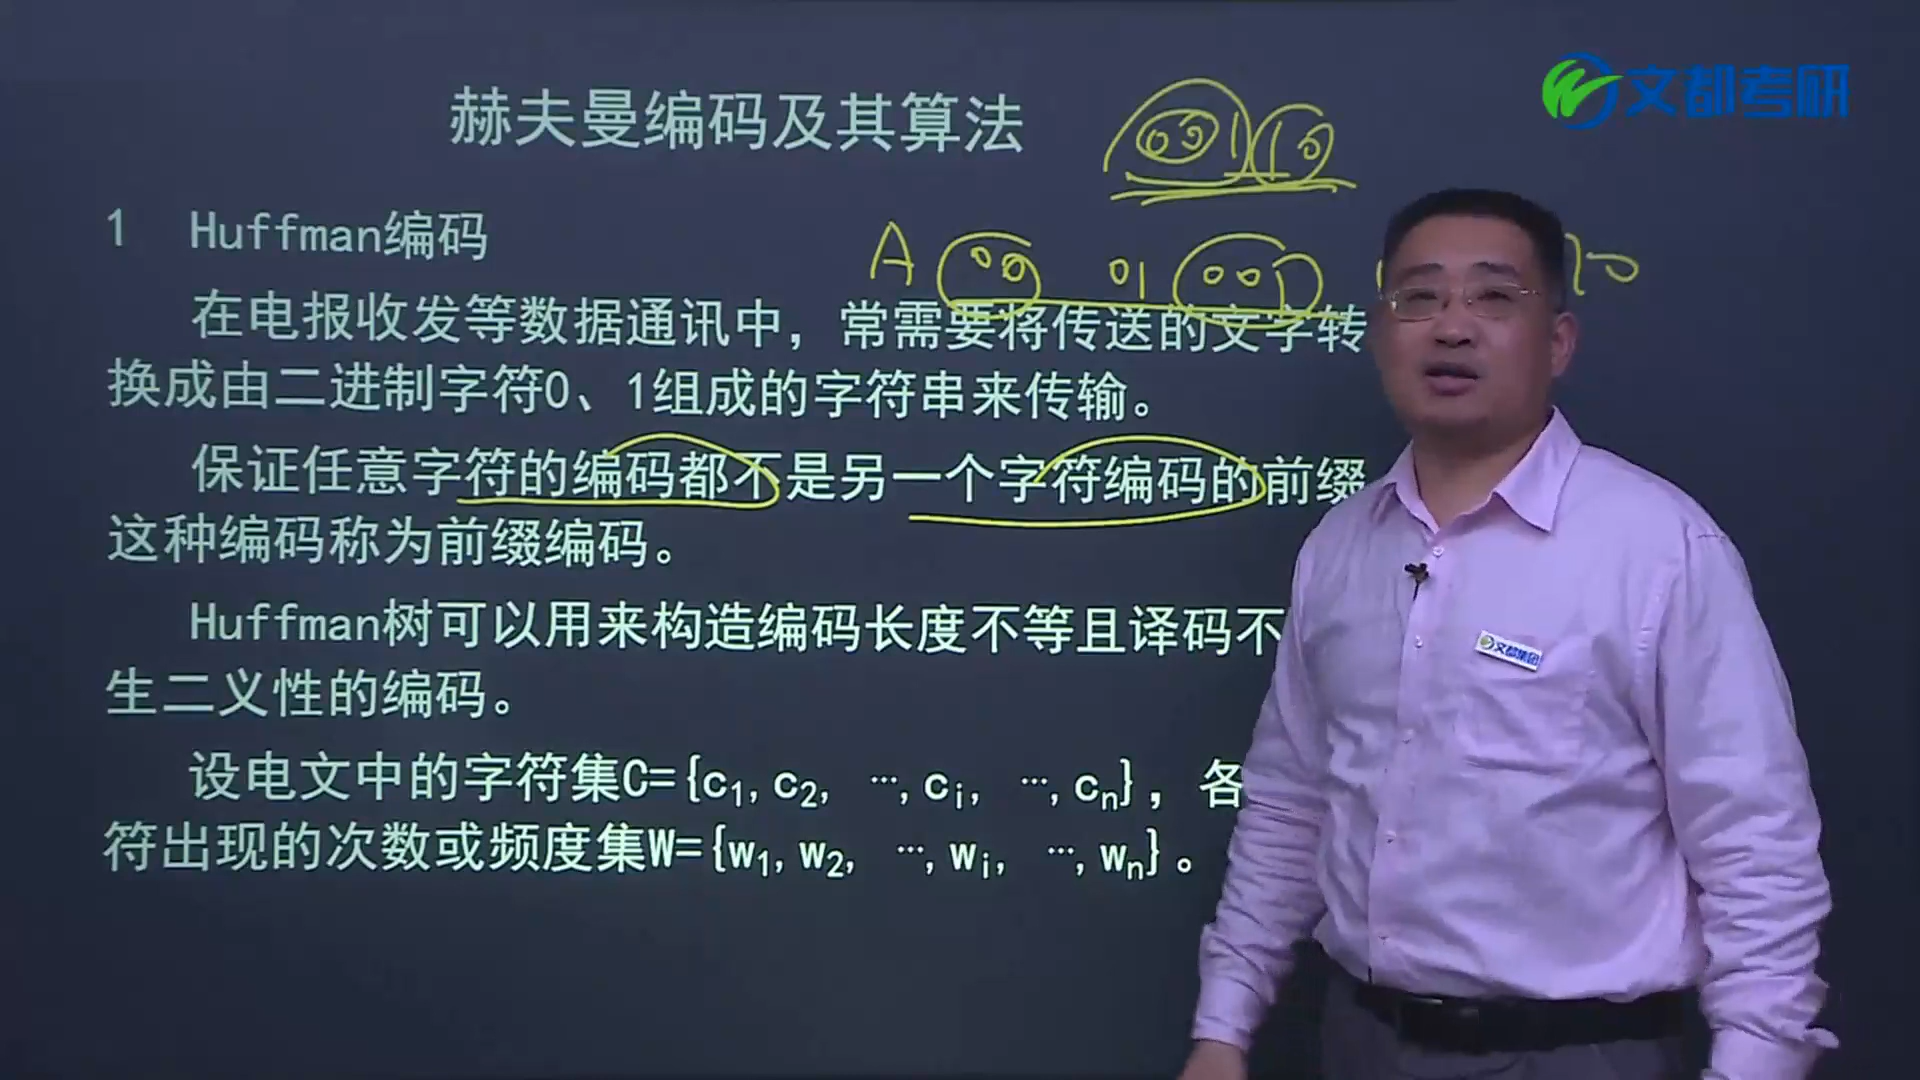 文都考研
赫夫曼编码及其算法
001 10
1 Huffman编码
A 00 01 001 10
在电报收发等数据通讯中，常需要将传送的文字转
换成由二进制字符0、1组成的字符串来传输。
保证任意字符的编码都不是另一个字符编码的前缀
这种编码称为前缀编码。
Huffman树可以用来构造编码长度不等且译码不
生二义性的编码。
文都集团
设电文中的字符集C={c1,c2, …,ci, …,cn}，各
符出现的次数或频度集W={w1,w2, …,wi, …,wn}。